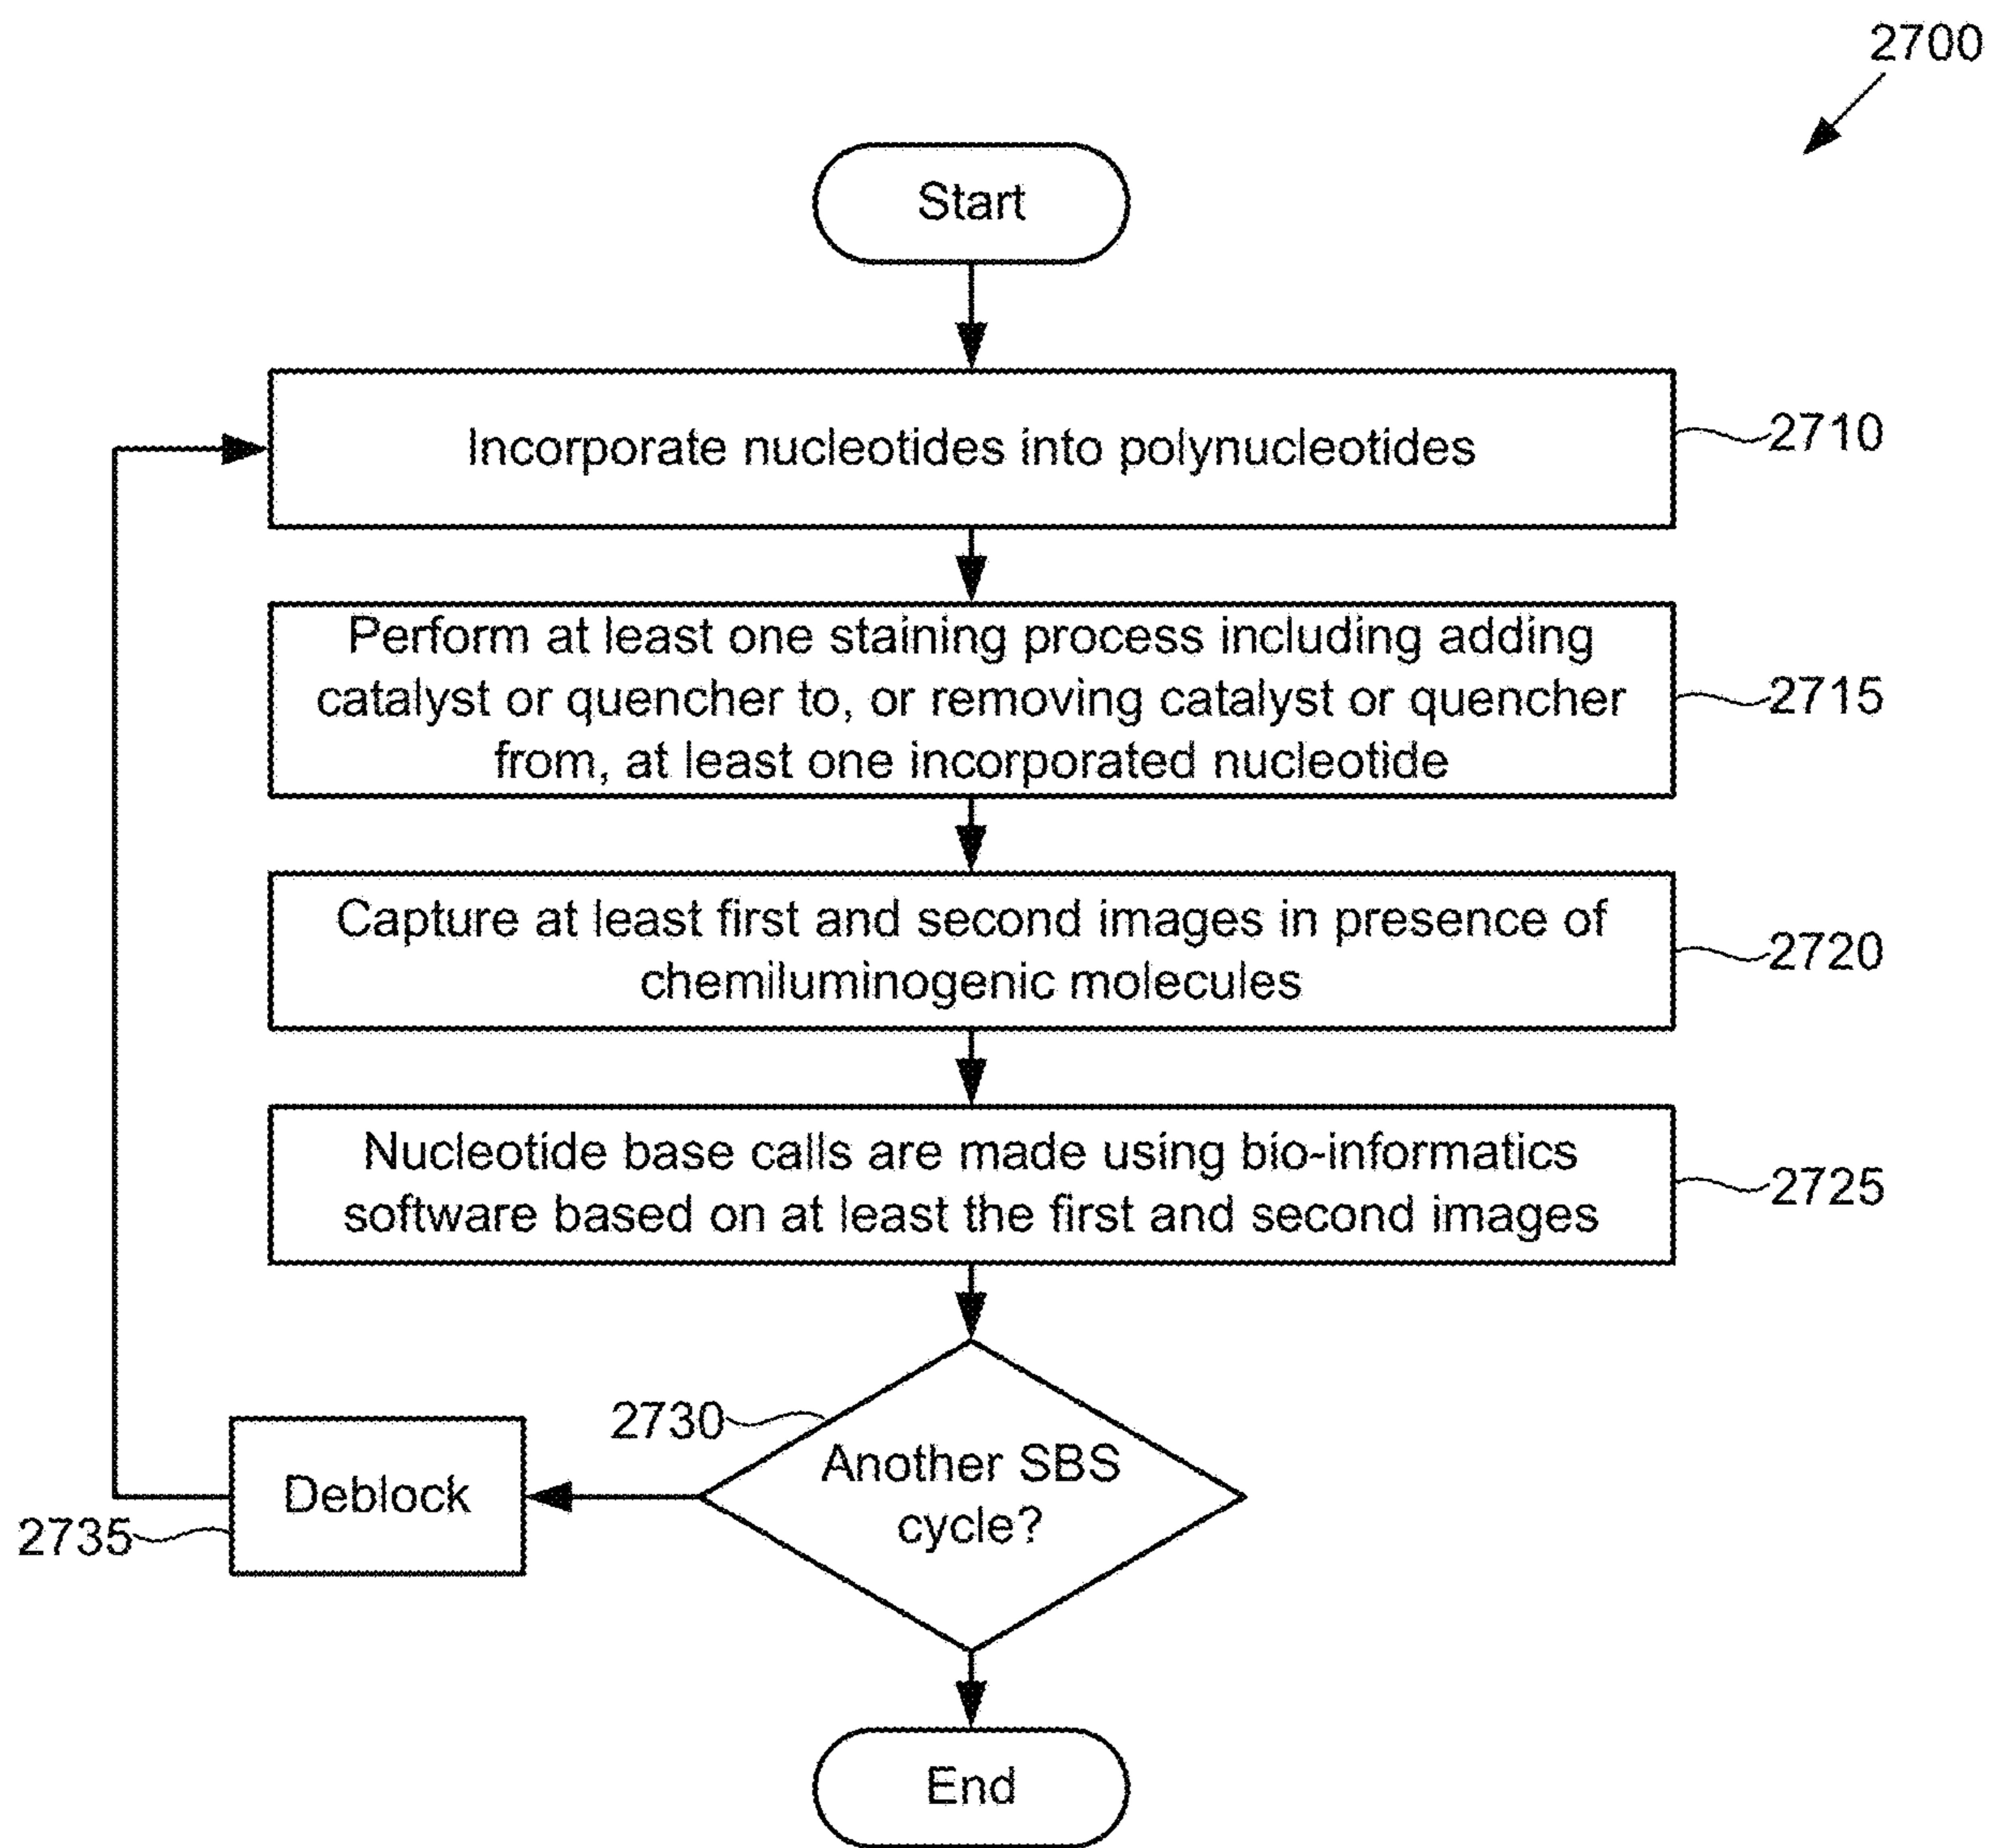 2700
Start
Incorporate nucleotides into polynucleotides
2710
Perform at least one staining process including adding
catalyst or quencher to, or removing catalyst or quencher
from, at least one incorporated nucleotide
2715
Capture at least first and second images in presence of
chemiluminogenic molecules
2720
Nucleotide base calls are made using bio-informatics
software based on at least the first and second images
2725
2730
Another SBS
cycle?
Deblock
2735
End